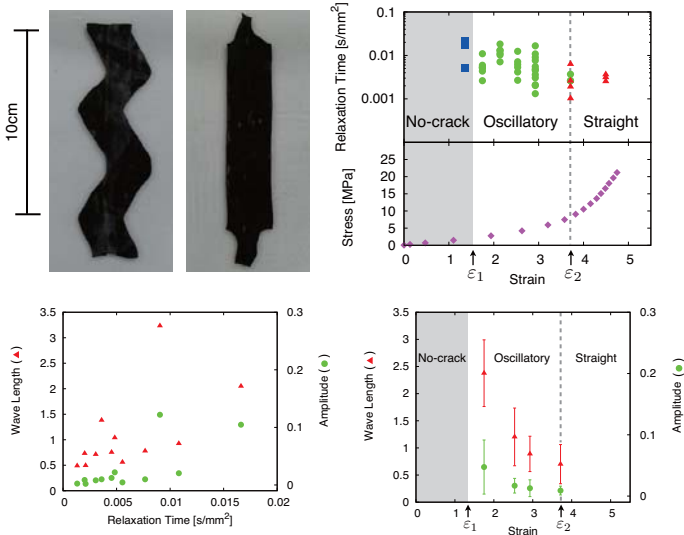 10cm
Relaxation Time [s/mm²]
0.1
0.01
0.001
No-crack
Oscillatory
Straight
Stress [MPa]
25
20
15
10
5
0
0 1 2 3 4 5
ε₁ Strain ε₂
Wave Length (▲)
3.5
3
2.5
2
1.5
1
0.5
0
0 0.005 0.01 0.015 0.02
Relaxation Time [s/mm²]
0.3
0.2
0.1
0
Amplitude (●)
Wave Length (▲)
3.5
3
2.5
2
1.5
1
0.5
0
No-crack
Oscillatory
Straight
0 1 2 3 4 5
ε₁ Strain ε₂
0.3
0.2
0.1
0
Amplitude (●)